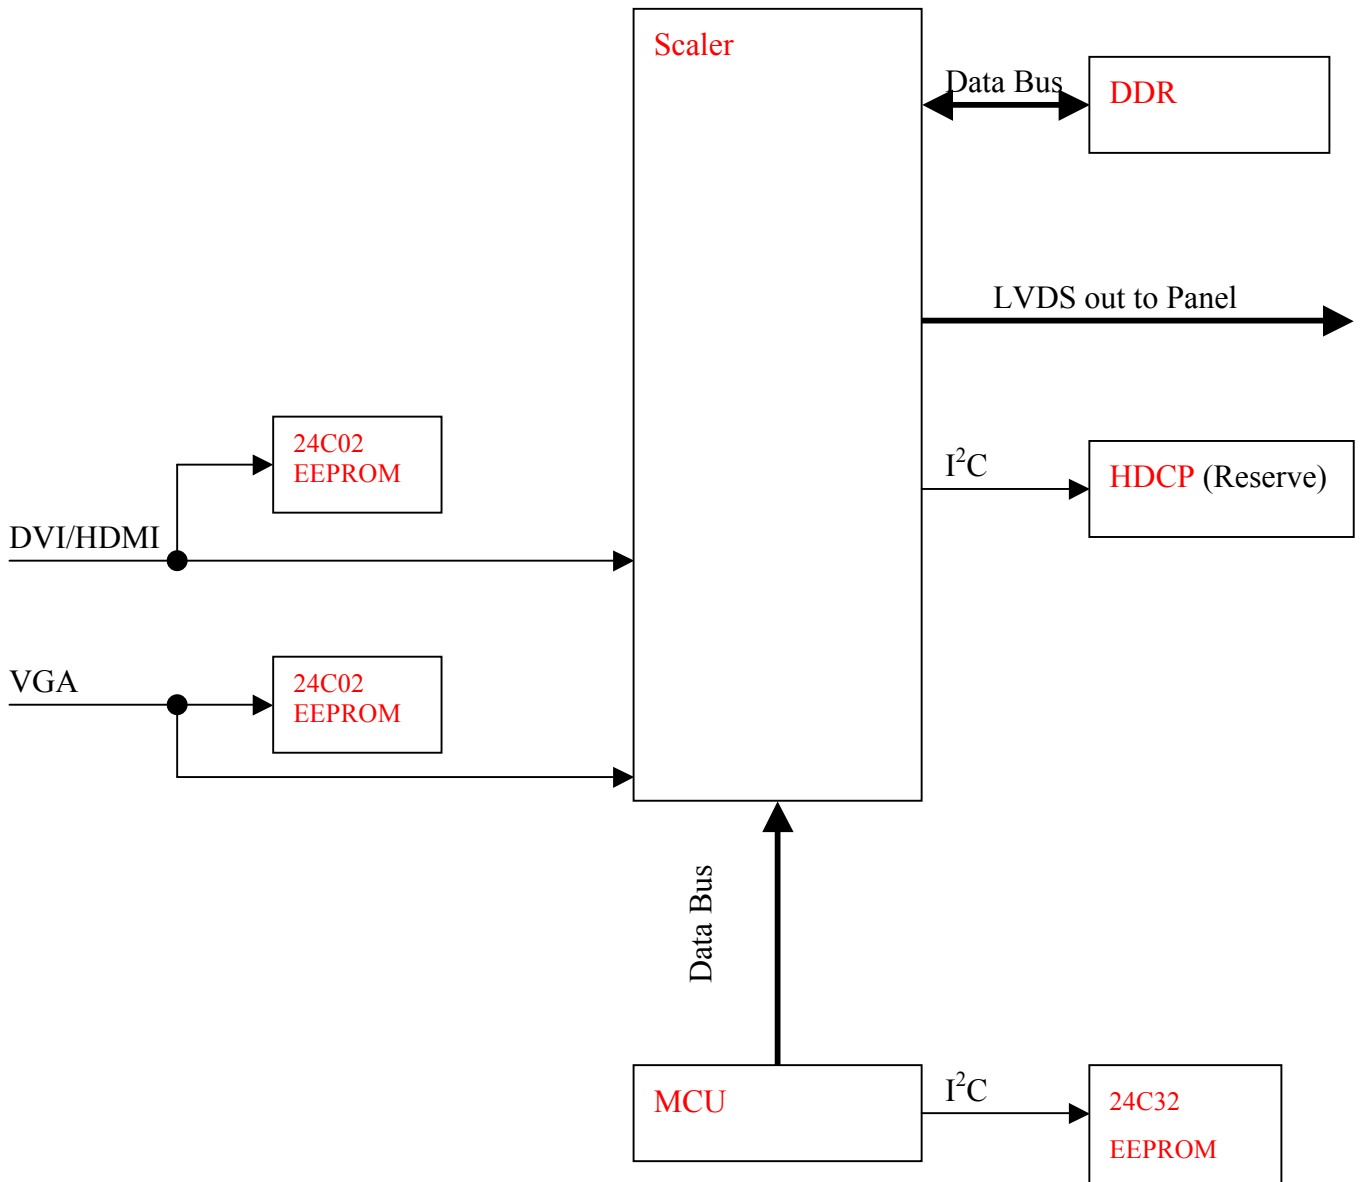 Scaler
Data Bus
DDR
LVDS out to Panel
24C02
EEPROM
I²C
HDCP (Reserve)
DVI/HDMI
VGA
24C02
EEPROM
Data Bus
MCU
I²C
24C32
EEPROM